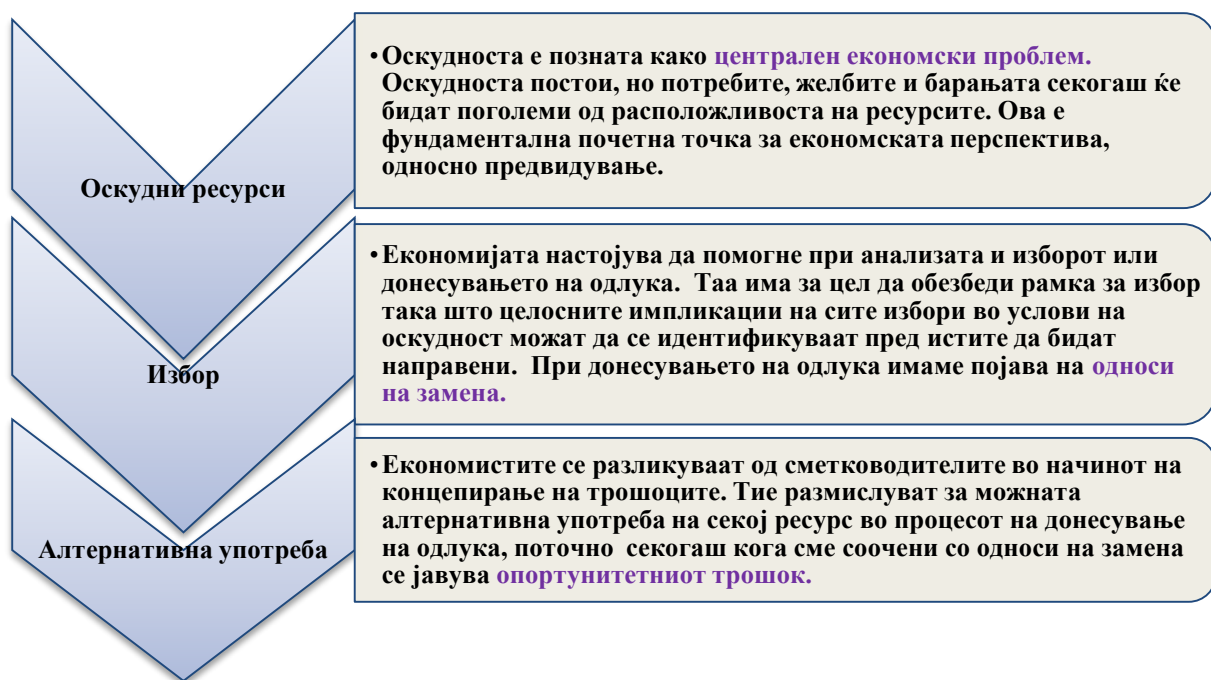 Оскудни ресурси
•Оскудноста е позната како централен економски проблем.
Оскудноста постои, но потребите, желбите и барањата секогаш ќе
бидат поголеми од расположливоста на ресурсите. Ова е
фундаментална почетна точка за економската перспектива,
односно предвидување.
Избор
•Економијата настојува да помогне при анализата и изборот или
донесувањето на одлука. Таа има за цел да обезбеди рамка за избор
така што целосните импликации на сите избори во услови на
оскудност можат да се идентификуваат пред истите да бидат
направени. При донесувањето на одлука имаме појава на односи
на замена.
Алтернативна употреба
•Економистите се разликуваат од сметководителите во начинот на
концепирање на трошоците. Тие размислуват за можната
алтернативна употреба на секој ресурс во процесот на донесување
на одлука, поточно секогаш кога сме соочени со односи на замена
се јавува опортунитетниот трошок.